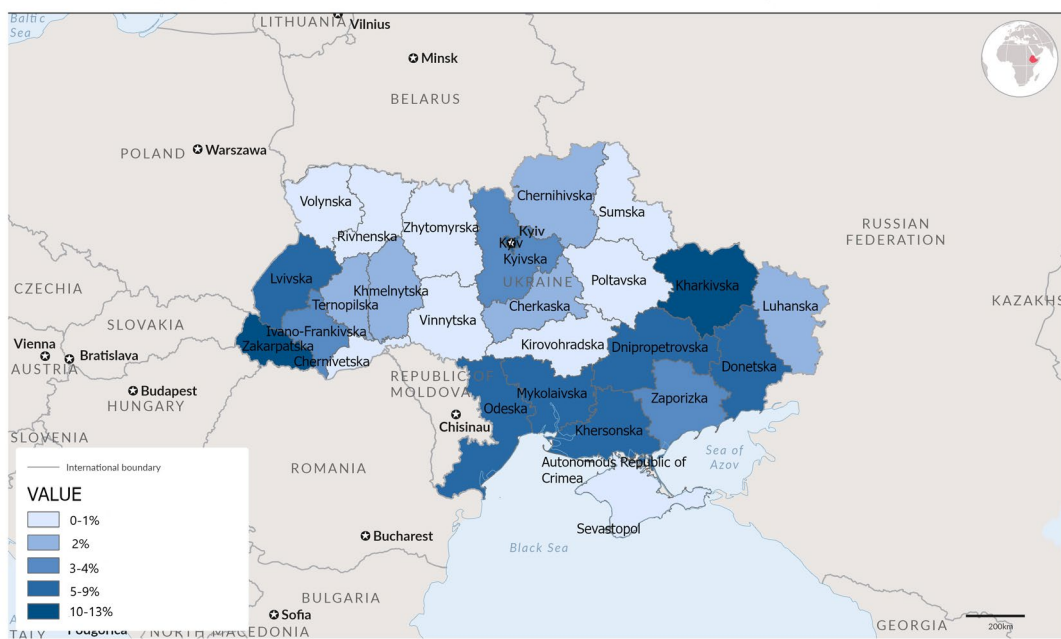 Baltic
Sea
LITHUANIA
Vilnius
Minsk
BELARUS
POLAND
Warszawa
RUSSIAN
FEDERATION
Chernihivska
Volynska
Sumska
Zhytomyrska
Rivnenska
Kyiv
Kyiv
Kyivska
UKRAINE
Lvivska
Poltavska
Kharkivska
CZECHIA
Khmelnytska
Ternopilska
Cherkaska
Luhanska
KAZAKHS
SLOVAKIA
Vinnytska
Ivano-Frankivska
Zakarpatska
Kirovohradska
Dnipropetrovska
Vienna
Bratislava
AUSTRIA
Chernivetska
Donetska
REPUBLIC OF
MOLDOVA
Budapest
HUNGARY
Mykolaivska
Zaporizka
Odeska
Chisinau
Khersonska
SLOVENIA
Sea of
Azov
Autonomous Republic of
Crimea
ROMANIA
International boundary
VALUE
0-1%
2%
3-4%
5-9%
10-13%
Sevastopol
Bucharest
Black Sea
BULGARIA
Sofia
GEORGIA
200km
A
TALY
Podgorica
NORTH MACEDONIA